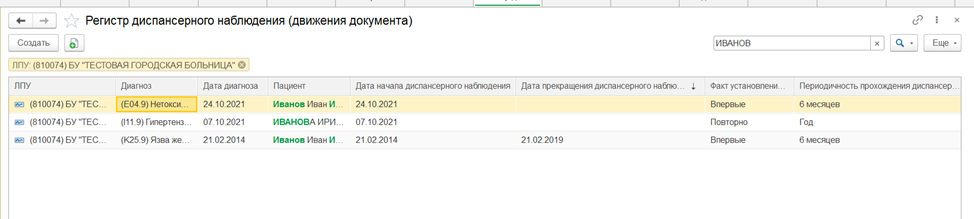 Регистр диспансерного наблюдения (движения документа)
Создать ИВАНОВ × Еще
ЛПУ: (810074) БУ "ТЕСТОВАЯ ГОРОДСКАЯ БОЛЬНИЦА"
ЛПУ Диагноз Дата диагноза Пациент Дата начала диспансерного наблюдения Дата прекращения диспансерного наблю... ↓ Факт установлени... Периодичность прохождения диспансер...
(810074) БУ "ТЕС... (E04.9) Нетокси... 24.10.2021 Иванов Иван И... 24.10.2021 Впервые 6 месяцев
(810074) БУ "ТЕС... (I11.9) Гипертенз... 07.10.2021 ИВАНОВА ИРИ... 07.10.2021 Повторно Год
(810074) БУ "ТЕС... (K25.9) Язва же... 21.02.2014 Иванов Иван И... 21.02.2014 21.02.2019 Впервые 6 месяцев